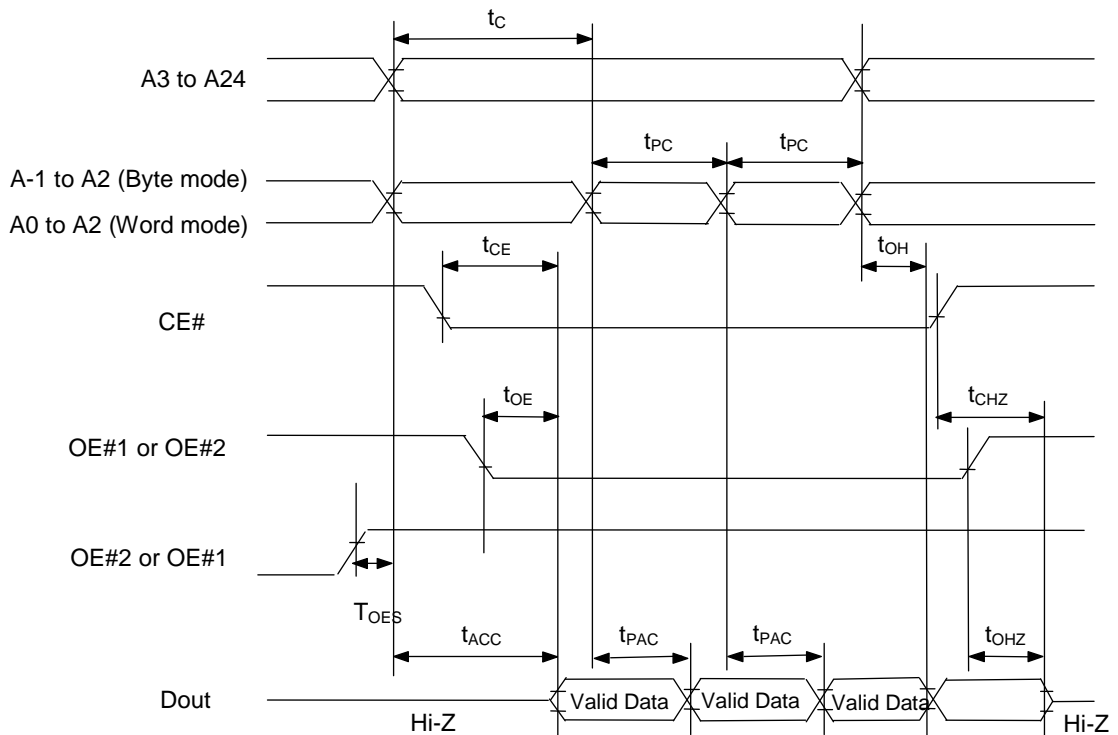 tC
A3 to A24
tPC tPC
A-1 to A2 (Byte mode)
A0 to A2 (Word mode)
tCE tOH
CE#
tOE tCHZ
OE#1 or OE#2
OE#2 or OE#1
TOES
tACC tPAC tPAC tOHZ
Dout Valid Data Valid Data Valid Data
Hi-Z Hi-Z